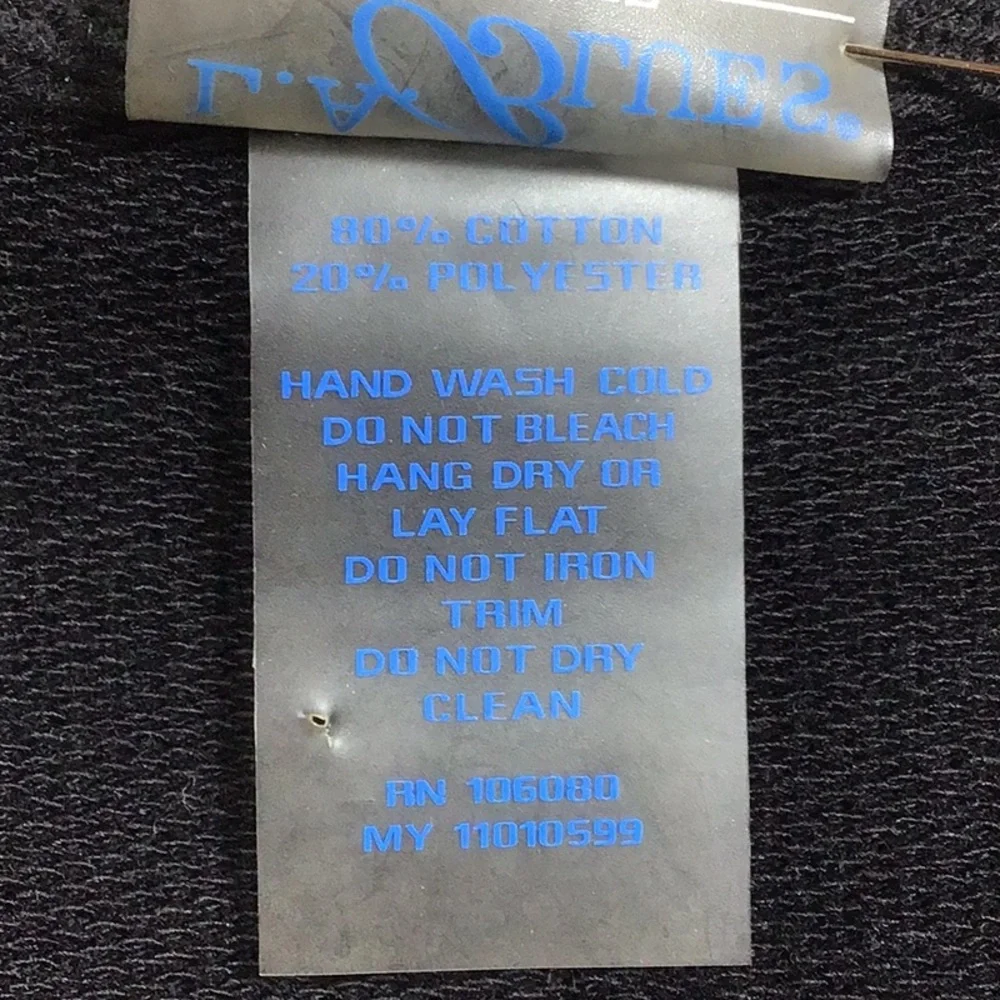 L.A. BLUES®
80% COTTON
20% POLYESTER
HAND WASH COLD
DO NOT BLEACH
HANG DRY OR
LAY FLAT
DO NOT IRON
TRIM
DO NOT DRY
CLEAN
RN 106080
MY 11010599